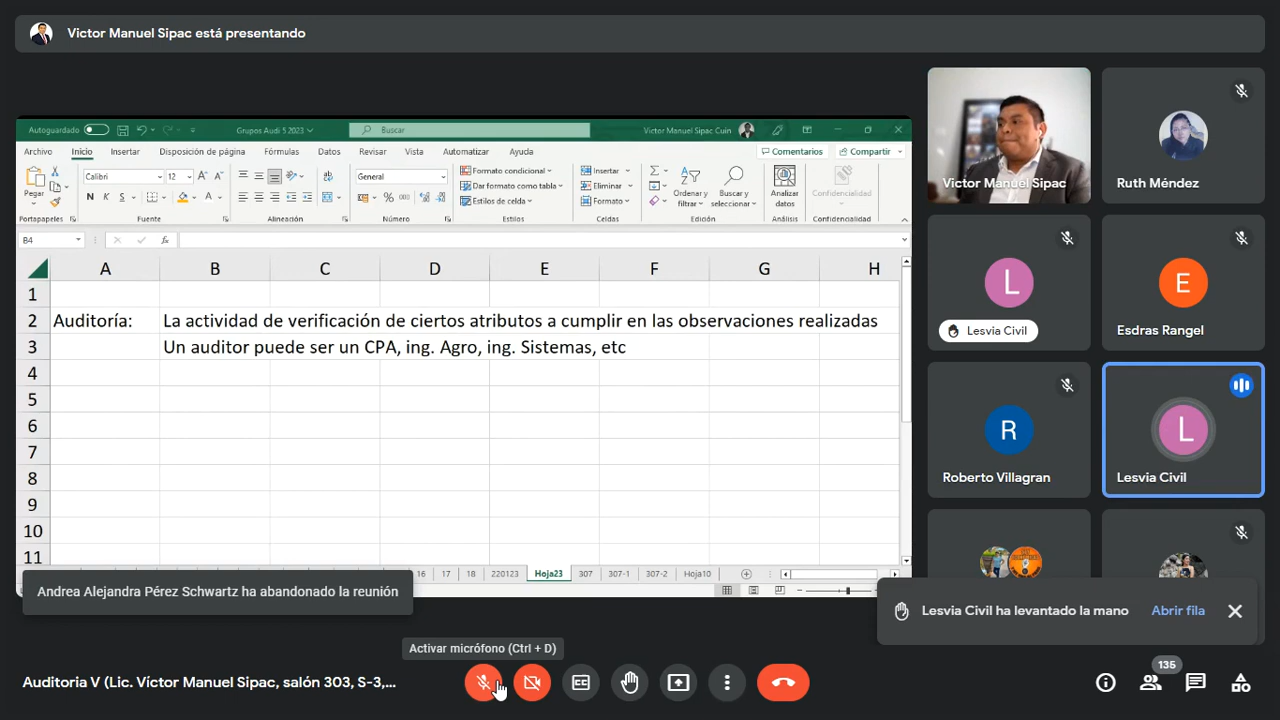 Victor Manuel Sipac está presentando
Autoguardado
Grupos Audi 5 2023
Buscar
Victor Manuel Sipac Cuin
Archivo Inicio Insertar Disposición de página Fórmulas Datos Revisar Vista Automatizar Ayuda
Comentarios Compartir
Pegar
Calibri 12
N K S
General
Formato condicional
Dar formato como tabla
Estilos de celda
Insertar
Eliminar
Formato
Ordenar y filtrar
Buscar y seleccionar
Analizar datos
Confidencialidad
Portapapeles Fuente Alineación Número Estilos Celdas Edición Análisis Confidencialidad
B4 fx
A B C D E F G H
1
2 Auditoría: La actividad de verificación de ciertos atributos a cumplir en las observaciones realizadas
3 Un auditor puede ser un CPA, ing. Agro, ing. Sistemas, etc
4
5
6
7
8
9
10
11
16 17 18 220123 Hoja23 307 307-1 307-2 Hoja10
Andrea Alejandra Pérez Schwartz ha abandonado la reunión
Victor Manuel Sipac
Ruth Méndez
L
Lesvia Civil
E
Esdras Rangel
R
Roberto Villagran
L
Lesvia Civil
Lesvia Civil ha levantado la mano Abrir fila
Activar micrófono (Ctrl + D)
Auditoria V (Lic. Víctor Manuel Sipac, salón 303, S-3,...
135